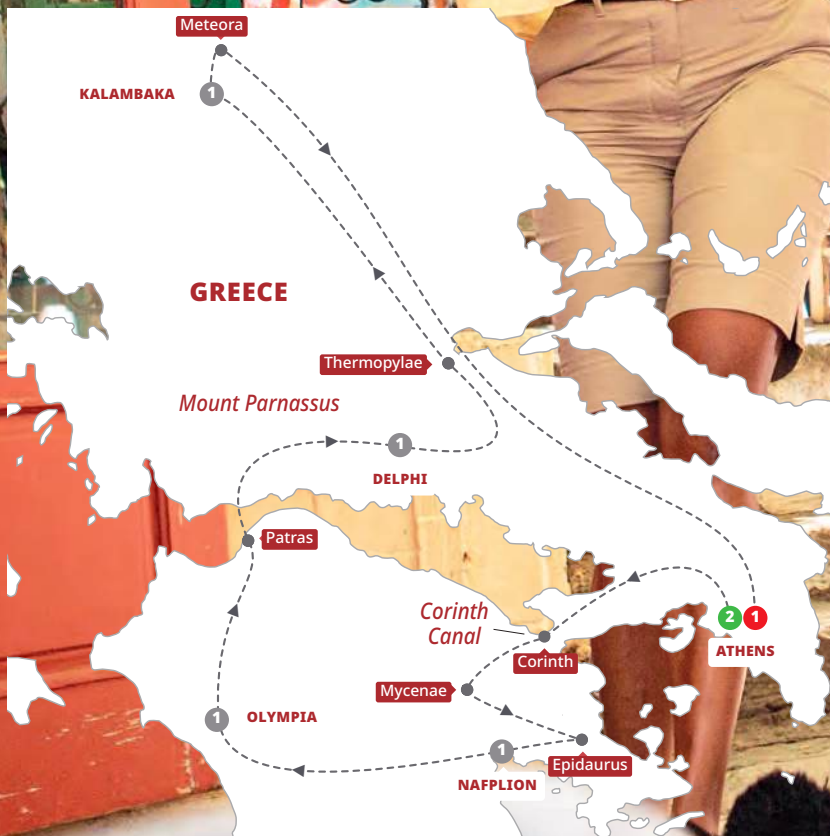 Meteora
KALAMBAKA
1
GREECE
Thermopylae
Mount Parnassus
1
DELPHI
Patras
Corinth
Canal
2
1
ATHENS
Corinth
Mycenae
1
OLYMPIA
1
Epidaurus
NAFPLION